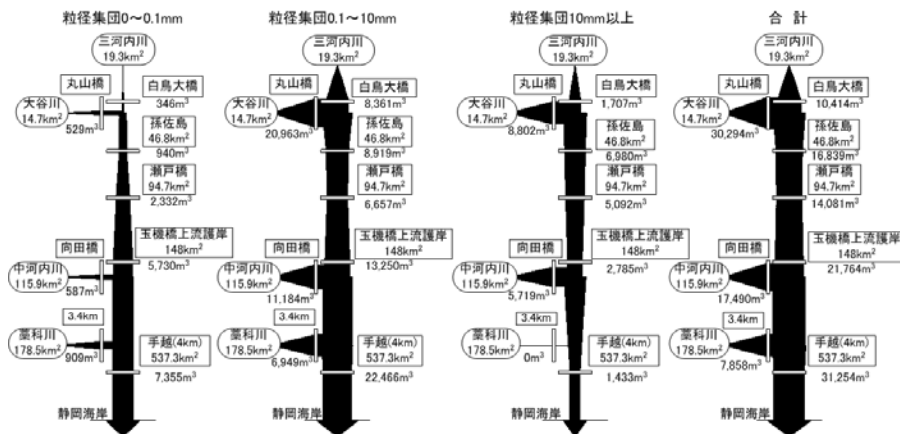 粒径集団0～0.1mm
三河内川
19.3km²
丸山橋
白鳥大橋
346m³
大谷川
14.7km²
529m³
孫佐島
46.8km²
940m³
瀬戸橋
94.7km²
2,332m³
玉機橋上流護岸
148km²
5,730m³
向田橋
中河内川
115.9km²
587m³
3.4km
藁科川
178.5km²
909m³
手越(4km)
537.3km²
7,355m³
静岡海岸
粒径集団0.1～10mm
三河内川
19.3km²
丸山橋
白鳥大橋
8,361m³
大谷川
14.7km²
20,963m³
孫佐島
46.8km²
8,919m³
瀬戸橋
94.7km²
6,657m³
玉機橋上流護岸
148km²
13,250m³
向田橋
中河内川
115.9km²
11,184m³
3.4km
藁科川
178.5km²
6,949m³
手越(4km)
537.3km²
22,466m³
静岡海岸
粒径集団10mm以上
三河内川
19.3km²
丸山橋
白鳥大橋
1,707m³
大谷川
14.7km²
8,802m³
孫佐島
46.8km²
6,980m³
瀬戸橋
94.7km²
5,092m³
玉機橋上流護岸
148km²
2,785m³
向田橋
中河内川
115.9km²
5,719m³
3.4km
藁科川
178.5km²
0m³
手越(4km)
537.3km²
1,433m³
静岡海岸
合計
三河内川
19.3km²
丸山橋
白鳥大橋
10,414m³
大谷川
14.7km²
30,294m³
孫佐島
46.8km²
16,839m³
瀬戸橋
94.7km²
14,081m³
玉機橋上流護岸
148km²
21,764m³
向田橋
中河内川
115.9km²
17,490m³
3.4km
藁科川
178.5km²
7,858m³
手越(4km)
537.3km²
31,254m³
静岡海岸